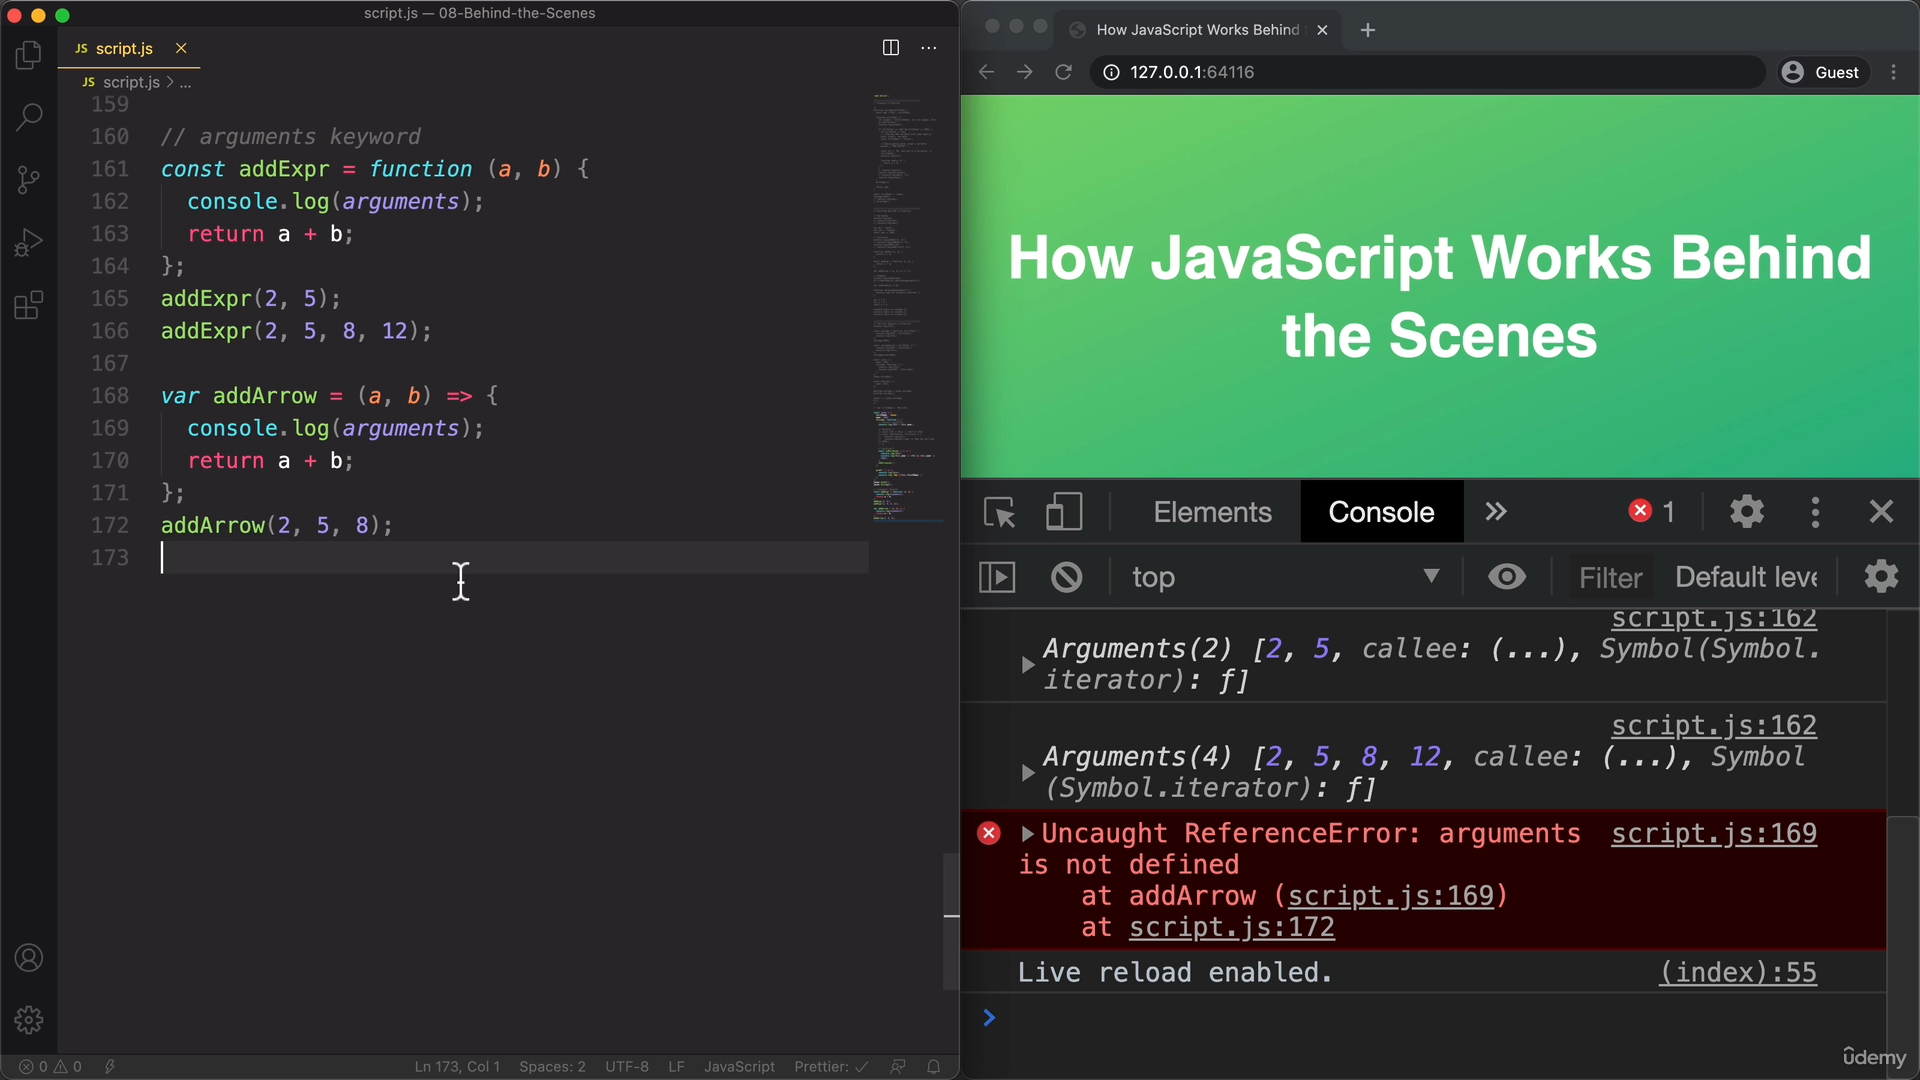 script.js — 08-Behind-the-Scenes
JS script.js
JS script.js > ...
159
160 // arguments keyword
161 const addExpr = function (a, b) {
162 console.log(arguments);
163 return a + b;
164 };
165 addExpr(2, 5);
166 addExpr(2, 5, 8, 12);
167
168 var addArrow = (a, b) => {
169 console.log(arguments);
170 return a + b;
171 };
172 addArrow(2, 5, 8);
173
0 0
Ln 173, Col 1 Spaces: 2 UTF-8 LF JavaScript Prettier: ✓
How JavaScript Works Behind
127.0.0.1:64116
Guest
How JavaScript Works Behind
the Scenes
Elements Console » 1
top Filter Default leve
script.js:162
Arguments(2) [2, 5, callee: (...), Symbol(Symbol.
iterator): ƒ]
script.js:162
Arguments(4) [2, 5, 8, 12, callee: (...), Symbol
(Symbol.iterator): ƒ]
Uncaught ReferenceError: arguments script.js:169
is not defined
at addArrow (script.js:169)
at script.js:172
Live reload enabled. (index):55
>
ûdemy